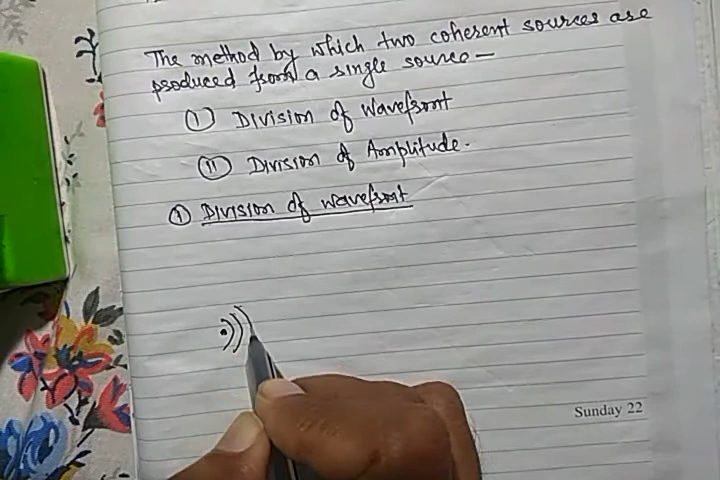 The method by which two coherent sources are
produced from a single source—
(I) Division of Wavefront
(II) Division of Amplitude.
(I) Division of wavefront
Sunday 22